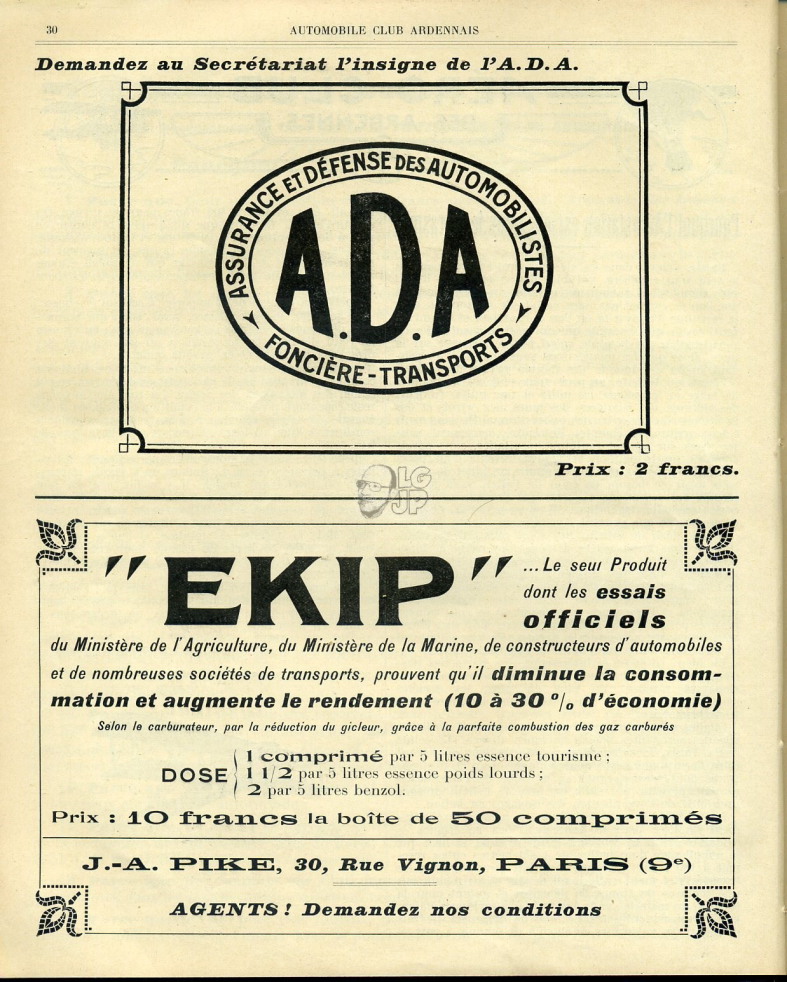 30
AUTOMOBILE CLUB ARDENNAIS
Demandez au Secrétariat l'insigne de l'A.D.A.
ASSURANCE ET DÉFENSE DES AUTOMOBILISTES
A.D.A
FONCIÈRE-TRANSPORTS
Prix : 2 francs.
LG
JP
"EKIP"
...Le seul Produit
dont les essais
officiels
du Ministère de l'Agriculture, du Ministère de la Marine, de constructeurs d'automobiles
et de nombreuses sociétés de transports, prouvent qu'il diminue la consom-
mation et augmente le rendement (10 à 30 % d'économie)
Selon le carburateur, par la réduction du gicleur, grâce à la parfaite combustion des gaz carburés
DOSE
1 comprimé par 5 litres essence tourisme ;
1 1/2 par 5 litres essence poids lourds ;
2 par 5 litres benzol.
Prix : 10 francs la boîte de 50 comprimés
J.-A. PIKE, 30, Rue Vignon, PARIS (9e)
AGENTS ! Demandez nos conditions